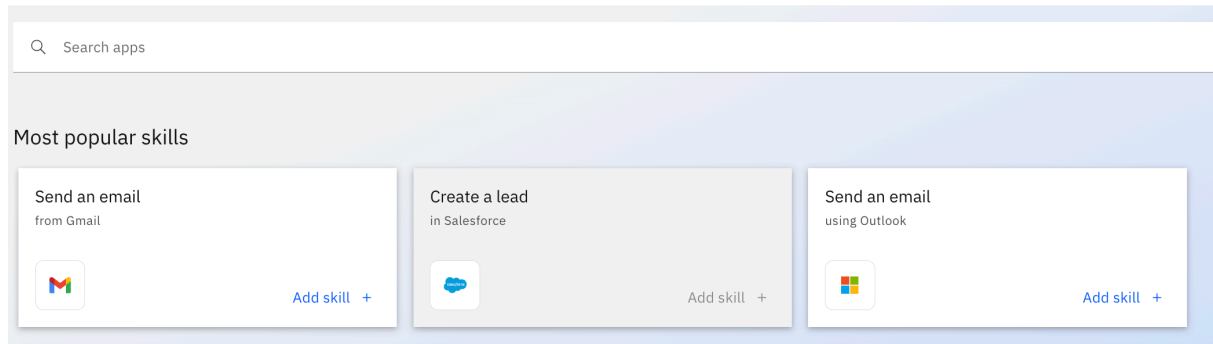 Search apps
Most popular skills
Send an email
from Gmail
Add skill +
Create a lead
in Salesforce
salesforce
Add skill +
Send an email
using Outlook
Add skill +